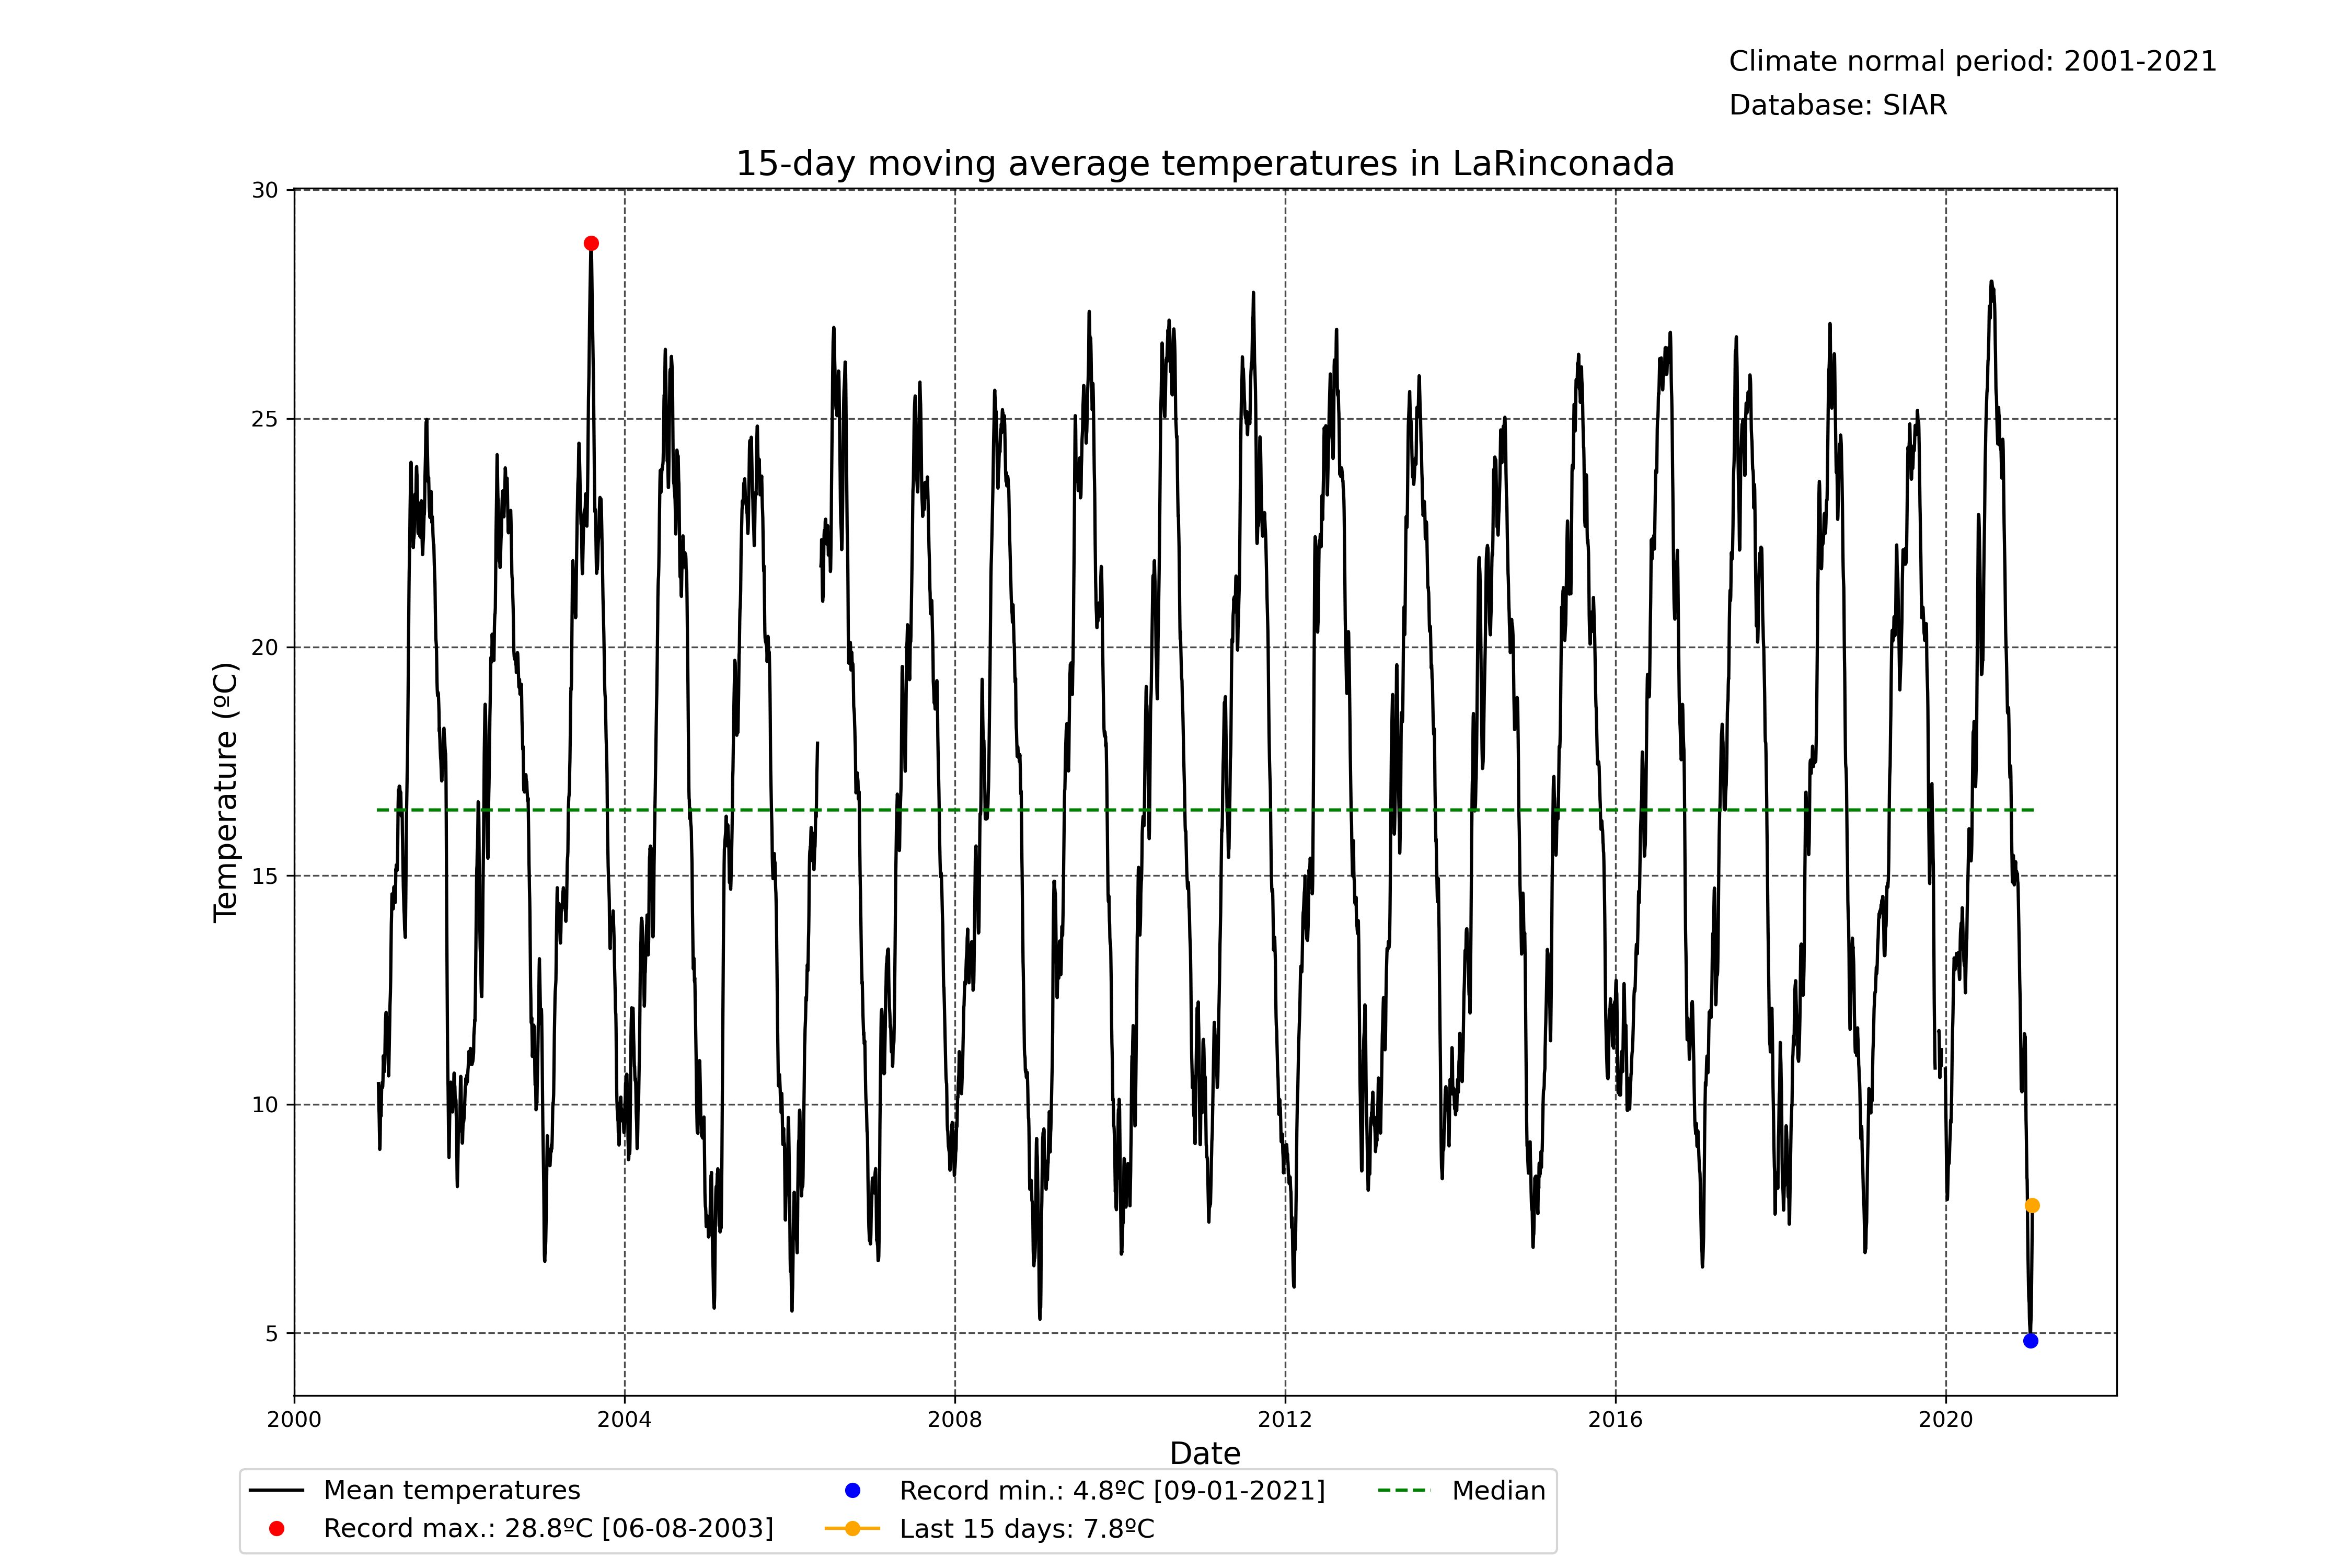 Climate normal period: 2001-2021
Database: SIAR
15-day moving average temperatures in LaRinconada
30
25
20
15
10
5
Temperature (ºC)
2000 2004 2008 2012 2016 2020
Date
Mean temperatures
Record max.: 28.8ºC [06-08-2003]
Record min.: 4.8ºC [09-01-2021]
Last 15 days: 7.8ºC
Median